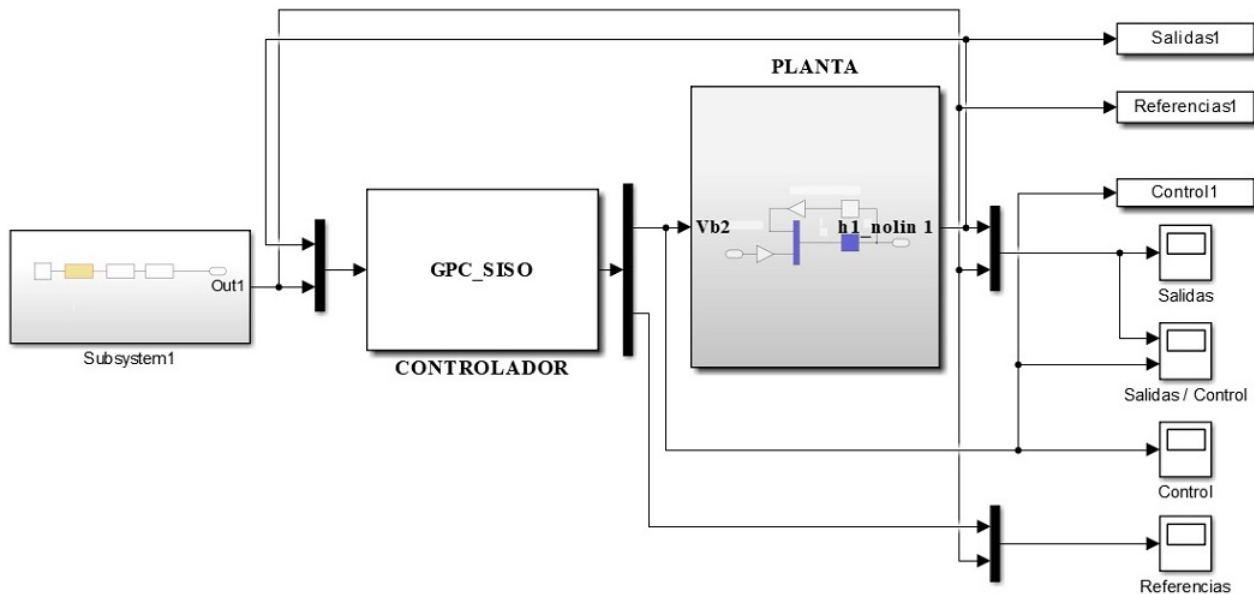 Salidas1
PLANTA
Referencias1
Control1
Vb2
h1_nolin 1
GPC_SISO
Out1
Salidas
Subsystem1
CONTROLADOR
Salidas / Control
Control
Referencias